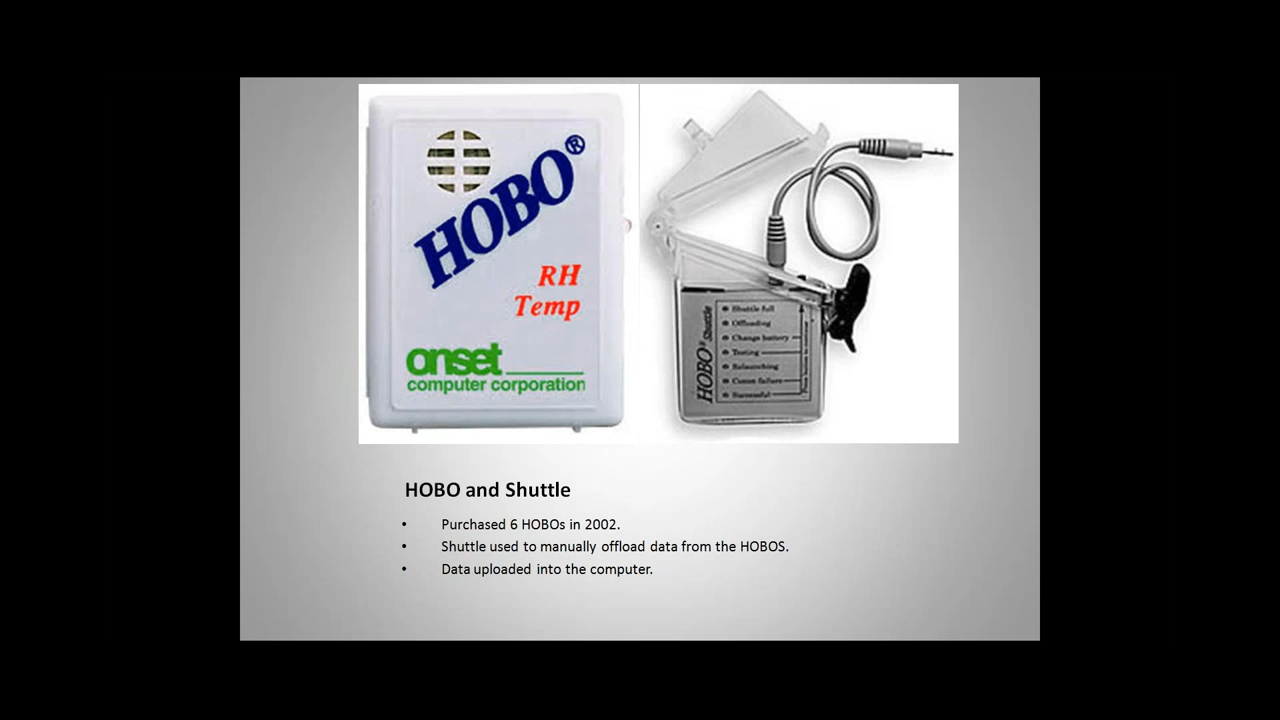 HOBO®
RH
Temp
onset
computer corporation
HOBO® Shuttle
Shuttle full
Offloading
Change battery
Testing
Relaunching
Comm failure
Successful
HOBO and Shuttle
• Purchased 6 HOBOs in 2002.
• Shuttle used to manually offload data from the HOBOS.
• Data uploaded into the computer.